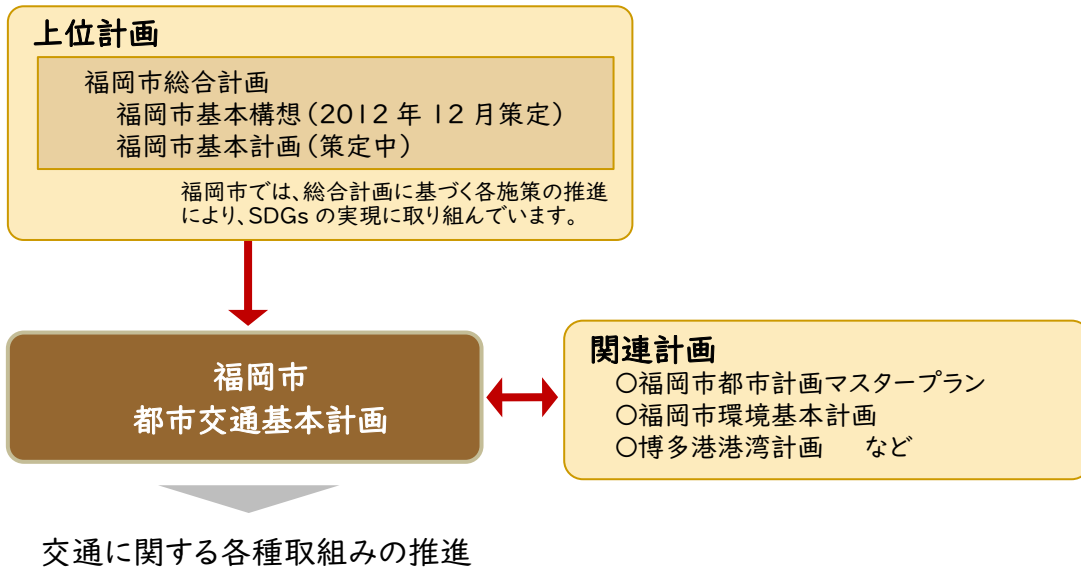 上位計画
福岡市総合計画
福岡市基本構想（2012 年 12 月策定）
福岡市基本計画（策定中）
福岡市では、総合計画に基づく各施策の推進
により、SDGs の実現に取り組んでいます。
福岡市
都市交通基本計画
関連計画
○福岡市都市計画マスタープラン
○福岡市環境基本計画
○博多港港湾計画　など
交通に関する各種取組みの推進